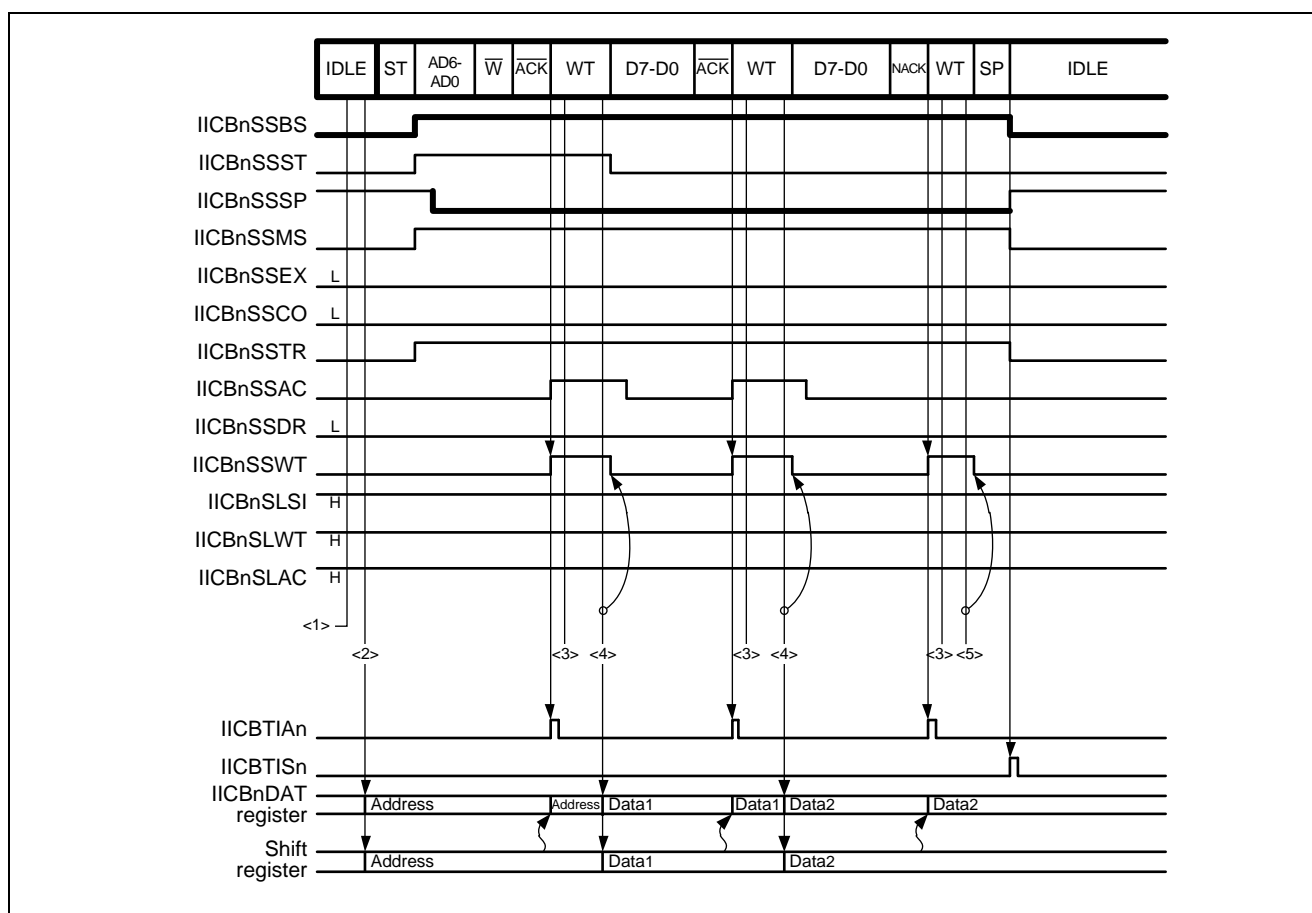 IDLE ST AD6-AD0 W ACK WT D7-D0 ACK WT D7-D0 NACK WT SP IDLE
IICBnSSBS
IICBnSSST
IICBnSSSP
IICBnSSMS
IICBnSSEX L
IICBnSSCO L
IICBnSSTR
IICBnSSAC
IICBnSSDR L
IICBnSSWT
IICBnSLSI H
IICBnSLWT H
IICBnSLAC H
<1>
<2> <3> <4> <3> <4> <3> <5>
IICBTIAn
IICBTISn
IICBnDAT
register Address Address Data1 Data1 Data2 Data2
Shift
register Address Data1 Data2